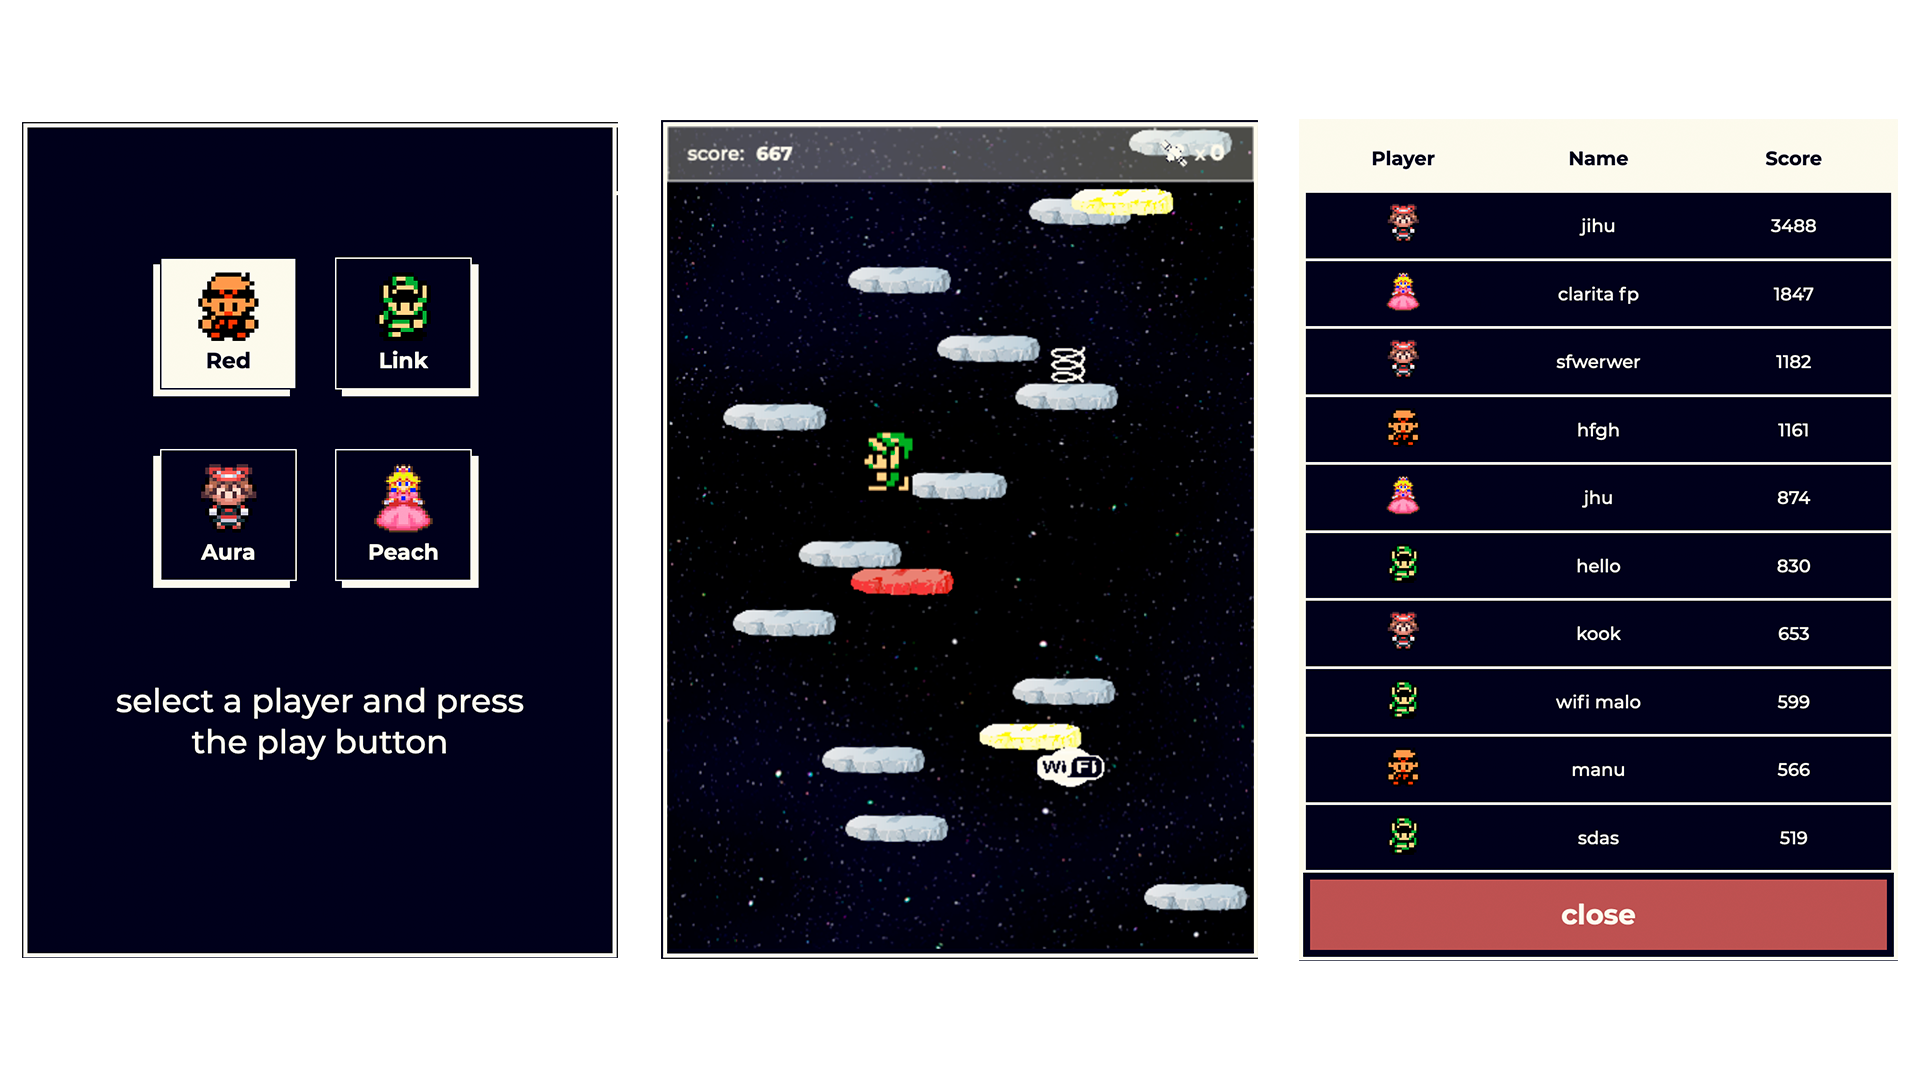 Red
Link
Aura
Peach
select a player and press
the play button
score: 667
x 0
Wi Fi
Player Name Score
jihu 3488
clarita fp 1847
sfwerwer 1182
hfgh 1161
jhu 874
hello 830
kook 653
wifi malo 599
manu 566
sdas 519
close